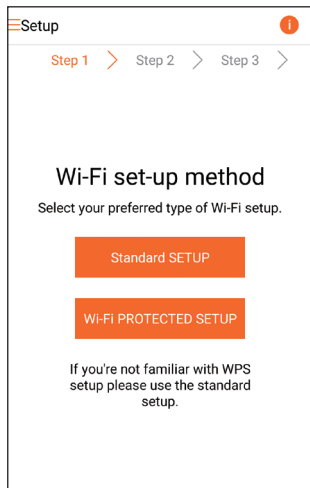 Setup
i
Step 1 Step 2 Step 3
Wi-Fi set-up method
Select your preferred type of Wi-Fi setup.
Standard SETUP
Wi-Fi PROTECTED SETUP
If you're not familiar with WPS
setup please use the standard
setup.